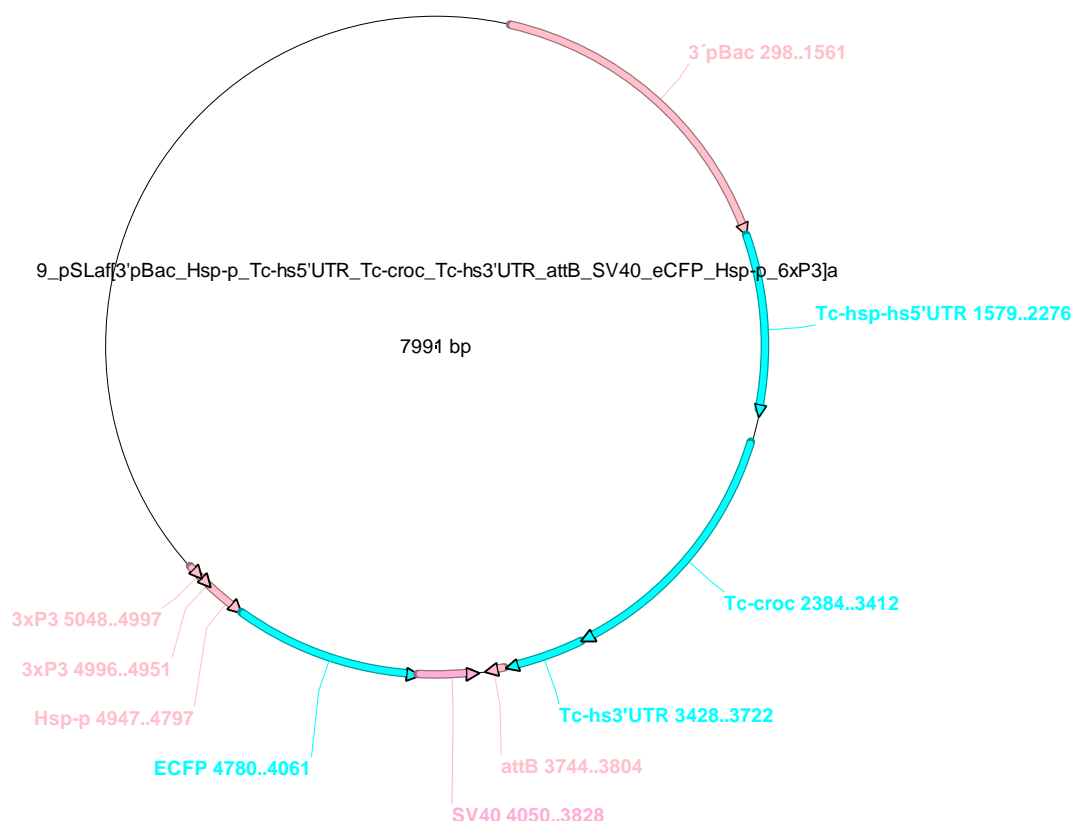 3´pBac 298..1561
9_pSLaf[3'pBac_Hsp-p_Tc-hs5'UTR_Tc-croc_Tc-hs3'UTR_attB_SV40_eCFP_Hsp-p_6xP3]a
Tc-hsp-hs5'UTR 1579..2276
7991 bp
Tc-croc 2384..3412
3xP3 5048..4997
3xP3 4996..4951
Hsp-p 4947..4797
Tc-hs3'UTR 3428..3722
ECFP 4780..4061
attB 3744..3804
SV40 4050..3828